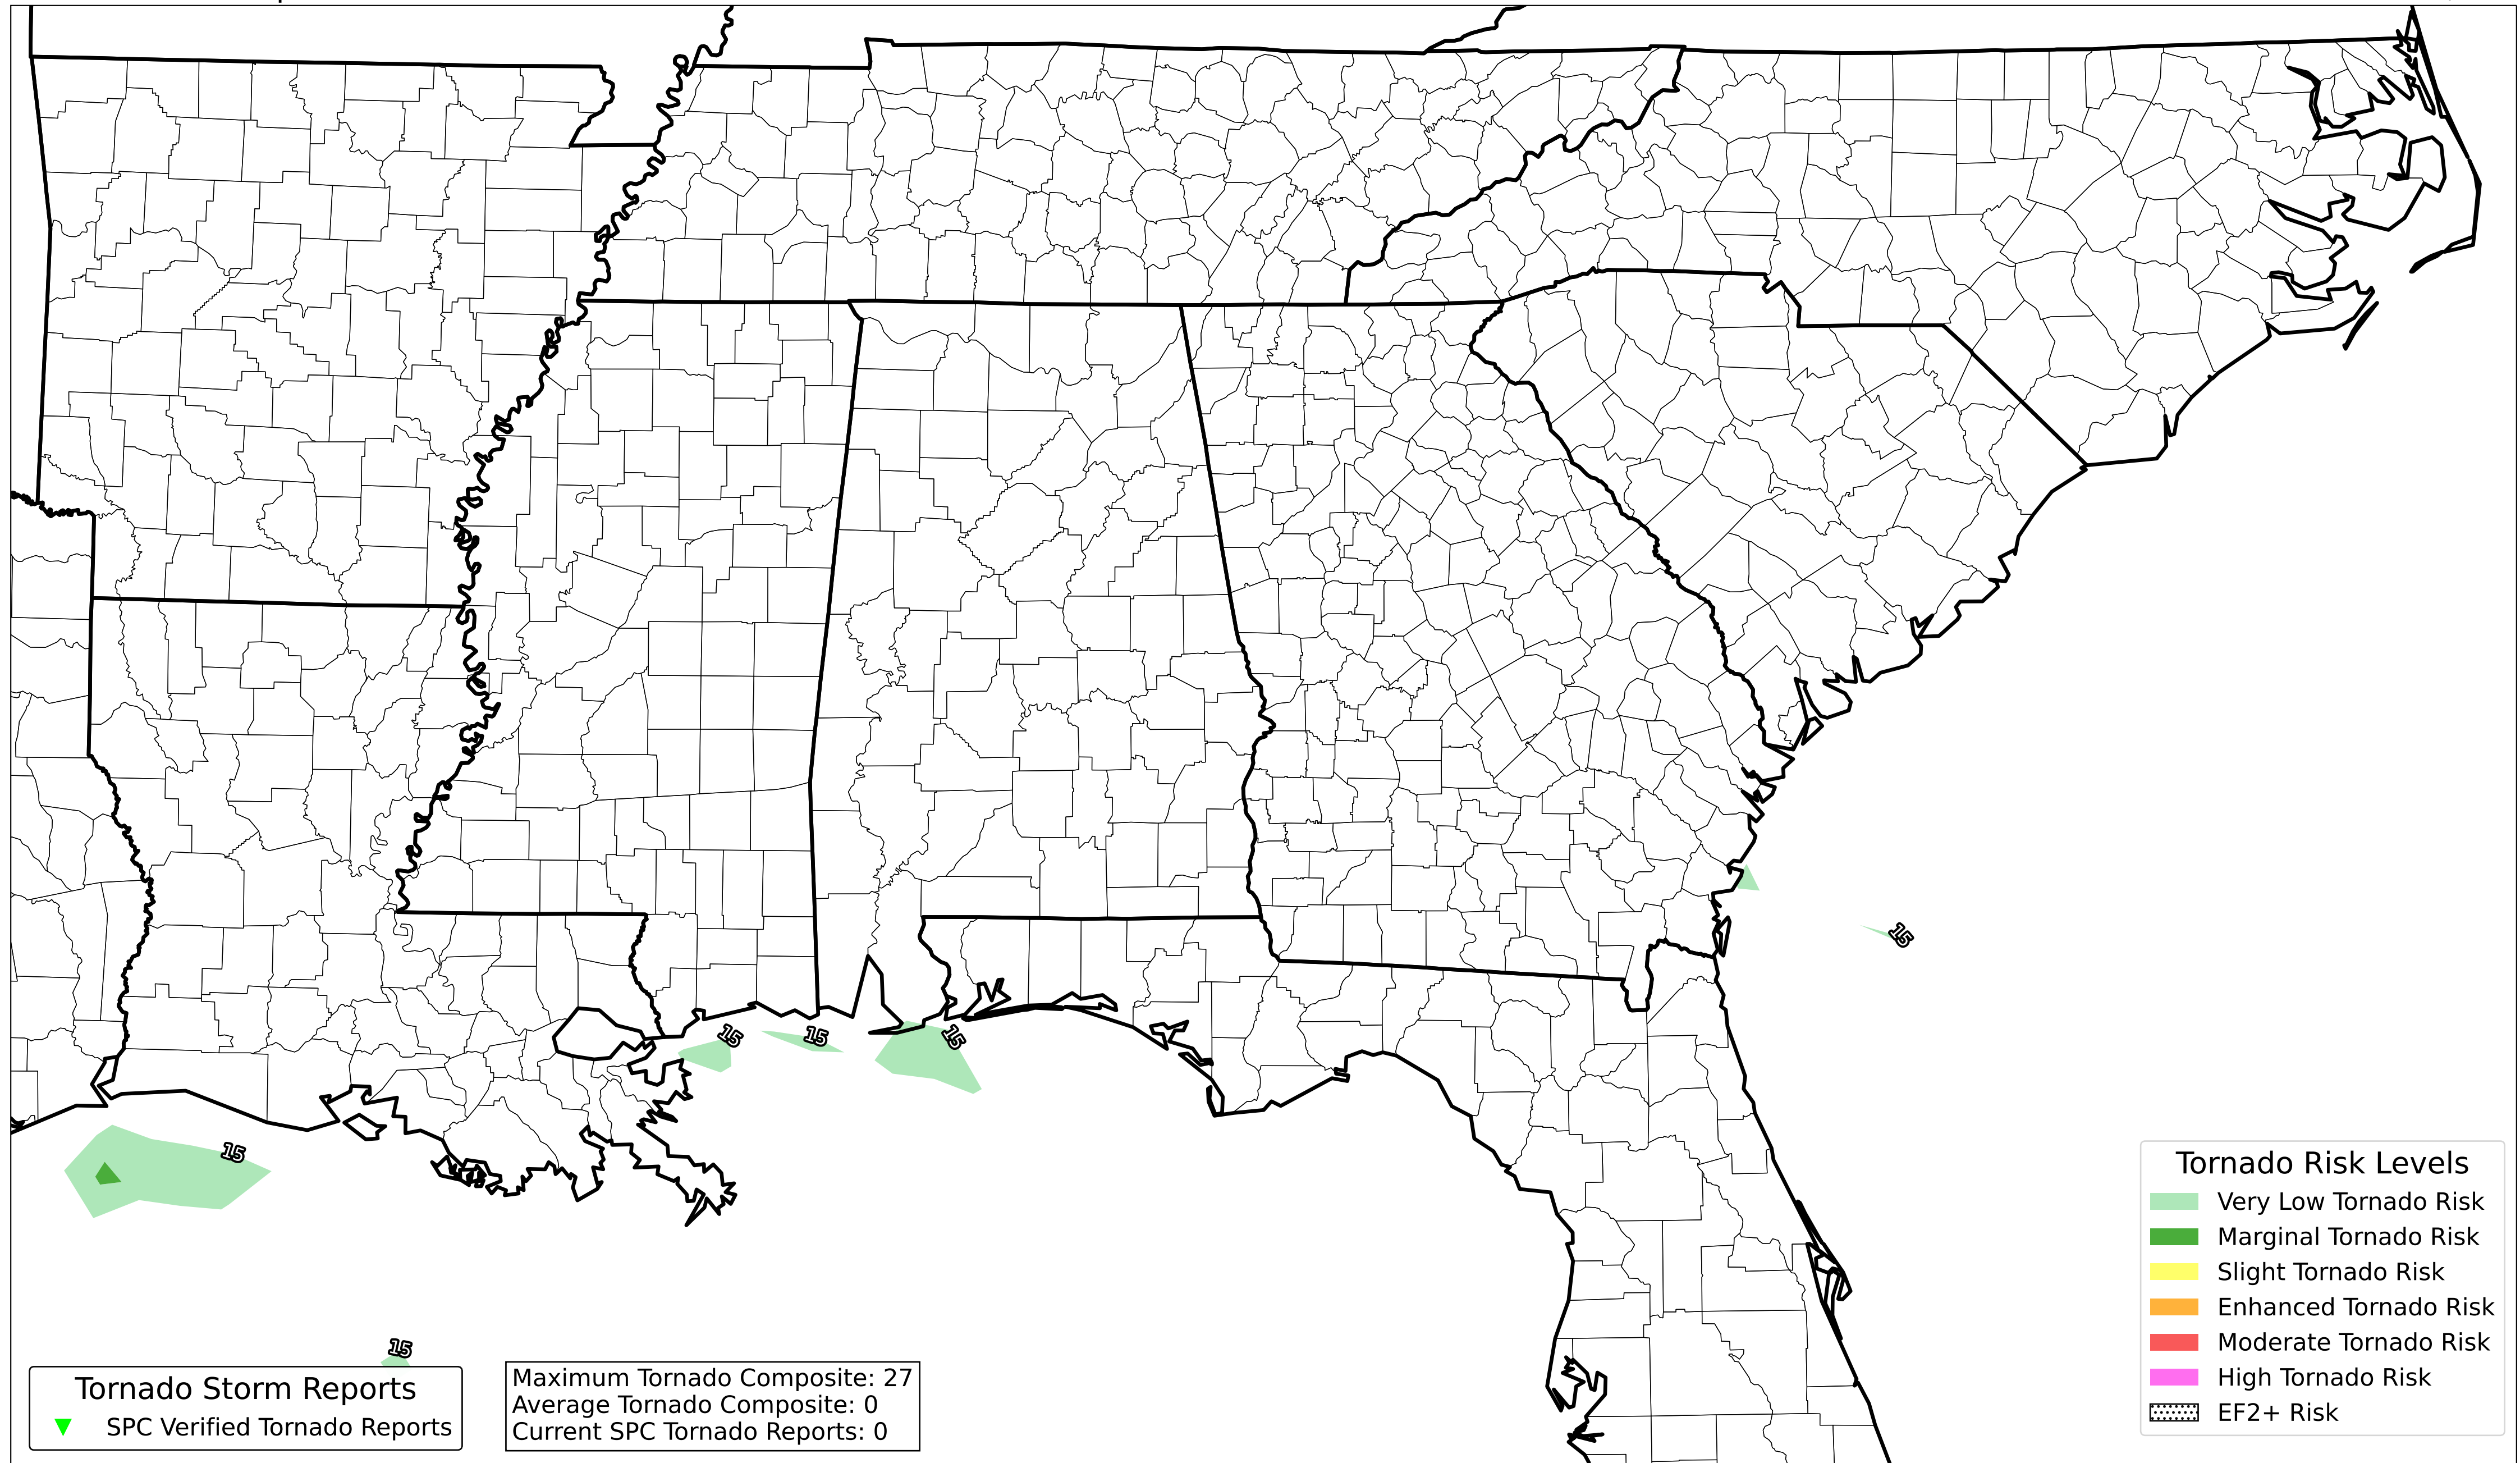 15
15
15
15
15
15
Tornado Storm Reports
SPC Verified Tornado Reports
Maximum Tornado Composite: 27
Average Tornado Composite: 0
Current SPC Tornado Reports: 0
Tornado Risk Levels
Very Low Tornado Risk
Marginal Tornado Risk
Slight Tornado Risk
Enhanced Tornado Risk
Moderate Tornado Risk
High Tornado Risk
EF2+ Risk